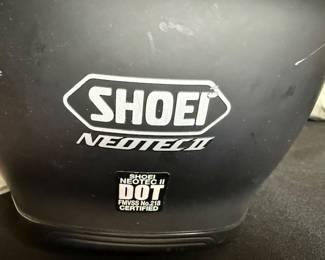 SHOEI
NEOTEC II
SHOEI
NEOTEC II
DOT
FMVSS No.218
CERTIFIED